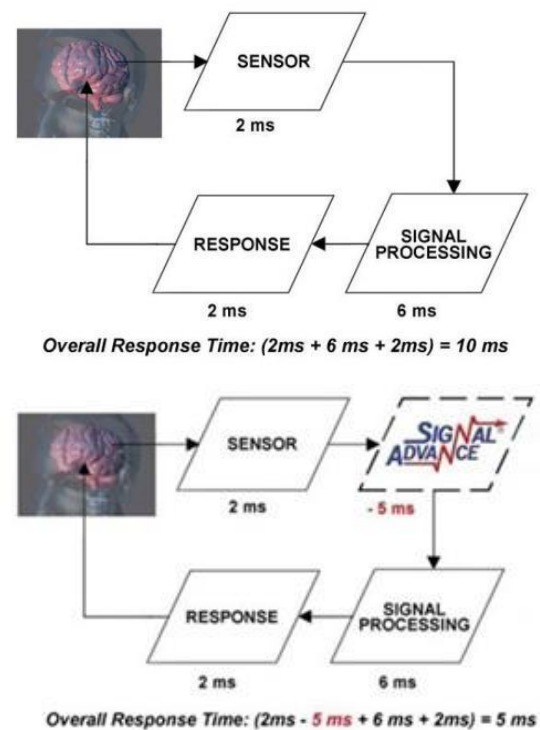 SENSOR
2 ms
RESPONSE
SIGNAL
PROCESSING
2 ms
6 ms
Overall Response Time: (2ms + 6 ms + 2ms) = 10 ms
SENSOR
SIGNAL
ADVANCE
2 ms
- 5 ms
RESPONSE
SIGNAL
PROCESSING
2 ms
6 ms
Overall Response Time: (2ms - 5 ms + 6 ms + 2ms) = 5 ms